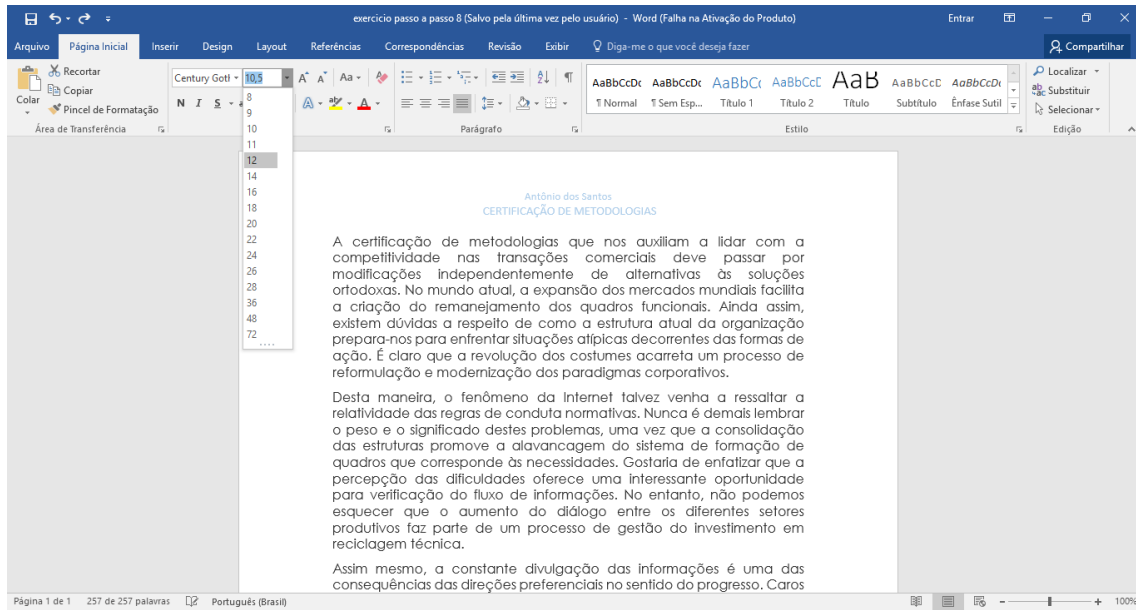 exercicio passo a passo 8 (Salvo pela última vez pelo usuário) - Word (Falha na Ativação do Produto)
Entrar
Arquivo Página Inicial Inserir Design Layout Referências Correspondências Revisão Exibir Diga-me o que você deseja fazer Compartilhar
Colar
Recortar
Copiar
Pincel de Formatação
Área de Transferência
Century Gotl 10,5
N I S
8
9
10
11
12
14
16
18
20
22
24
26
28
36
48
72
Parágrafo
AaBbCcDc AaBbCcDc AaBbCc AaBbCcC AaB AaBbCcD AaBbCcDt
¶ Normal ¶ Sem Esp... Título 1 Título 2 Título Subtítulo Ênfase Sutil
Estilo
Localizar
Substituir
Selecionar
Edição
Antônio dos Santos
CERTIFICAÇÃO DE METODOLOGIAS
A certificação de metodologias que nos auxiliam a lidar com a
competitividade nas transações comerciais deve passar por
modificações independentemente de alternativas às soluções
ortodoxas. No mundo atual, a expansão dos mercados mundiais facilita
a criação do remanejamento dos quadros funcionais. Ainda assim,
existem dúvidas a respeito de como a estrutura atual da organização
prepara-nos para enfrentar situações atípicas decorrentes das formas de
ação. É claro que a revolução dos costumes acarreta um processo de
reformulação e modernização dos paradigmas corporativos.
Desta maneira, o fenômeno da Internet talvez venha a ressaltar a
relatividade das regras de conduta normativas. Nunca é demais lembrar
o peso e o significado destes problemas, uma vez que a consolidação
das estruturas promove a alavancagem do sistema de formação de
quadros que corresponde às necessidades. Gostaria de enfatizar que a
percepção das dificuldades oferece uma interessante oportunidade
para verificação do fluxo de informações. No entanto, não podemos
esquecer que o aumento do diálogo entre os diferentes setores
produtivos faz parte de um processo de gestão do investimento em
reciclagem técnica.
Assim mesmo, a constante divulgação das informações é uma das
consequências das direções preferenciais no sentido do progresso. Caros
Página 1 de 1 257 de 257 palavras Português (Brasil) 100%